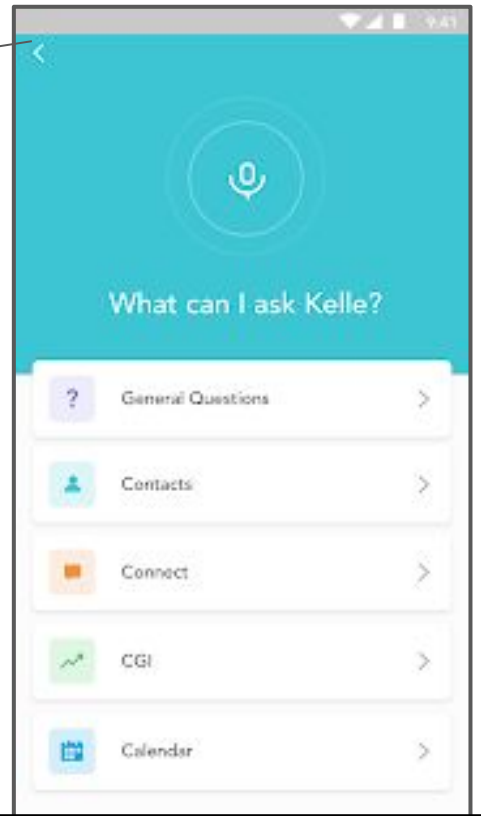 9:41
What can I ask Kelle?
?
General Questions
Contacts
Connect
CGI
Calendar